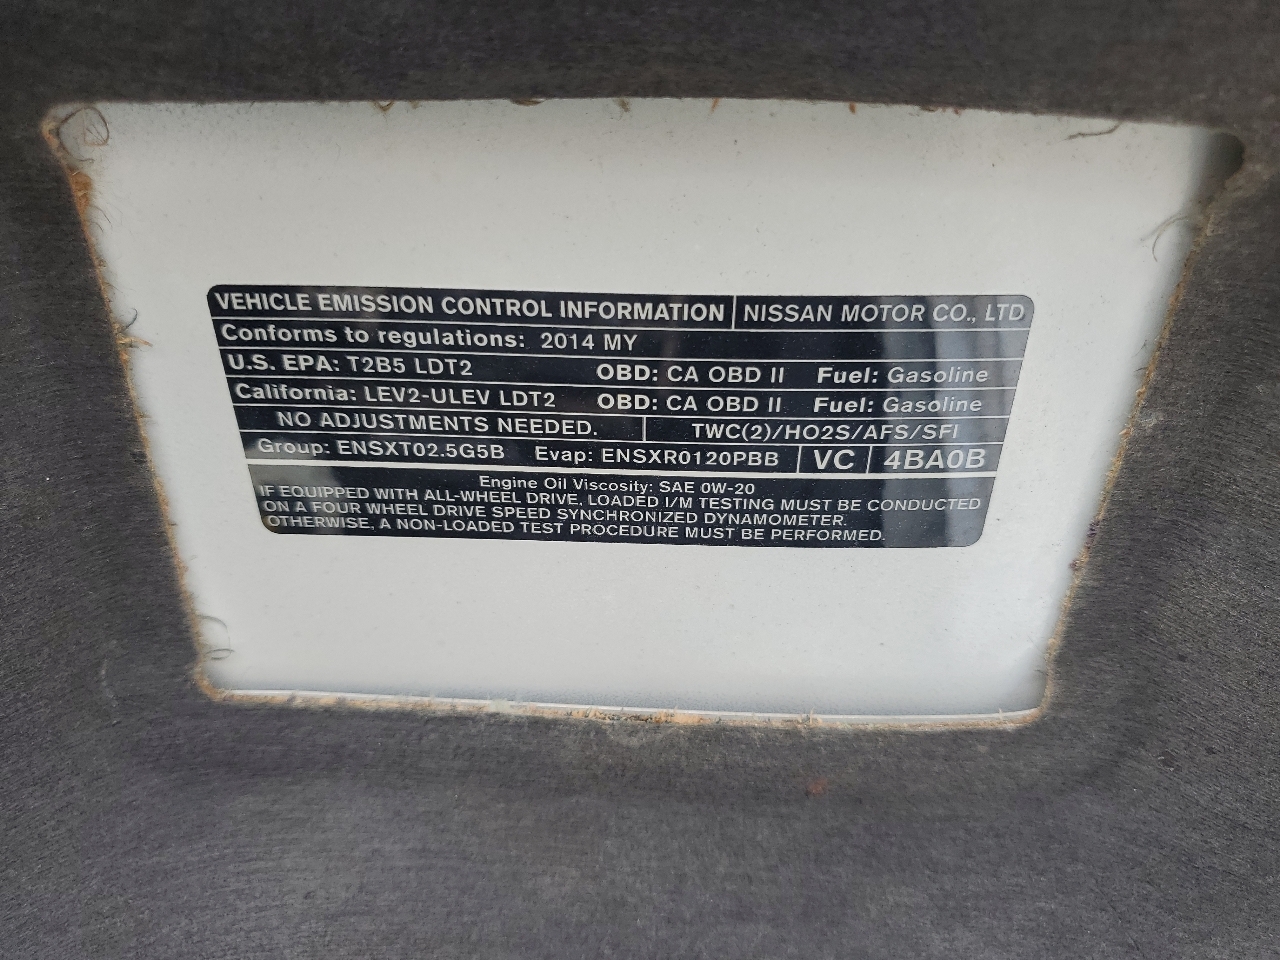 VEHICLE EMISSION CONTROL INFORMATION NISSAN MOTOR CO., LTD
Conforms to regulations: 2014 MY
U.S. EPA: T2B5 LDT2 OBD: CA OBD II Fuel: Gasoline
California: LEV2-ULEV LDT2 OBD: CA OBD II Fuel: Gasoline
NO ADJUSTMENTS NEEDED. TWC(2)/HO2S/AFS/SFI
Group: ENSXT02.5G5B Evap: ENSXR0120PBB VC 4BA0B
Engine Oil Viscosity: SAE 0W-20
IF EQUIPPED WITH ALL-WHEEL DRIVE, LOADED I/M TESTING MUST BE CONDUCTED
ON A FOUR WHEEL DRIVE SPEED SYNCHRONIZED DYNAMOMETER.
OTHERWISE, A NON-LOADED TEST PROCEDURE MUST BE PERFORMED.